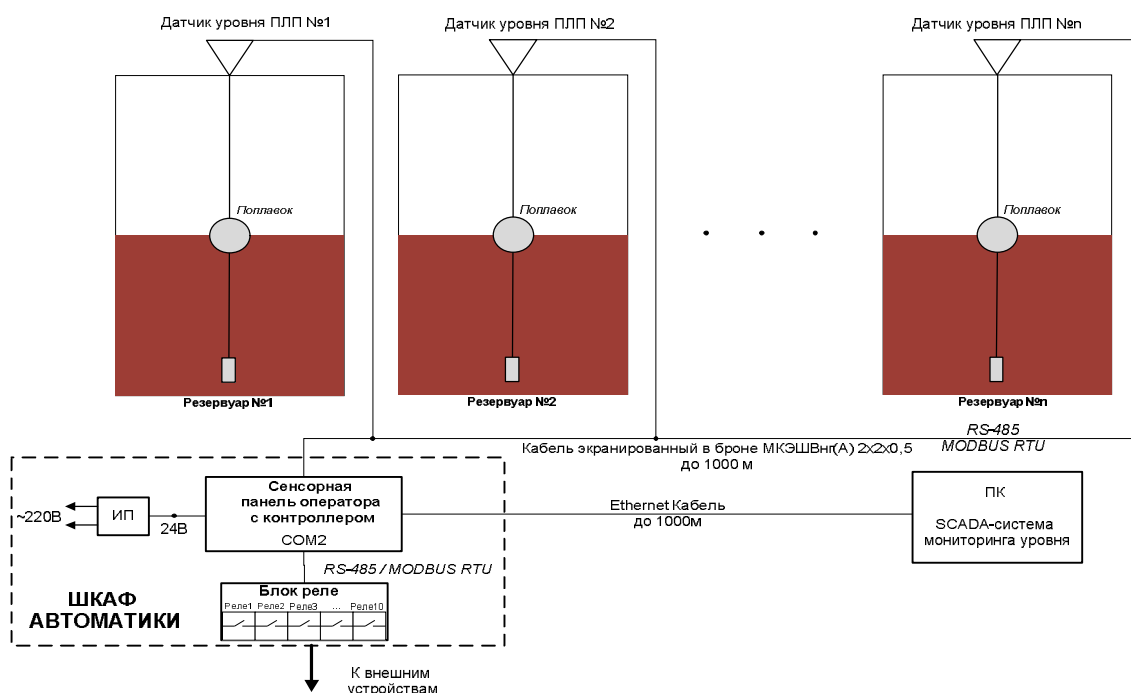 Датчик уровня ПЛП №1
Датчик уровня ПЛП №2
Датчик уровня ПЛП №n
Поплавок
Поплавок
Поплавок
Резервуар №1
Резервуар №2
Резервуар №n
RS-485
MODBUS RTU
Кабель экранированный в броне МКЭШВнг(А) 2х2х0,5
до 1000 м
Сенсорная
панель оператора
с контроллером
COM2
~220В
ИП
24В
Ethernet Кабель
до 1000м
ПК
SCADA-система
мониторинга уровня
RS-485 / MODBUS RTU
Блок реле
Реле1 Реле2 Реле3 ... Реле10
ШКАФ
АВТОМАТИКИ
К внешним
устройствам